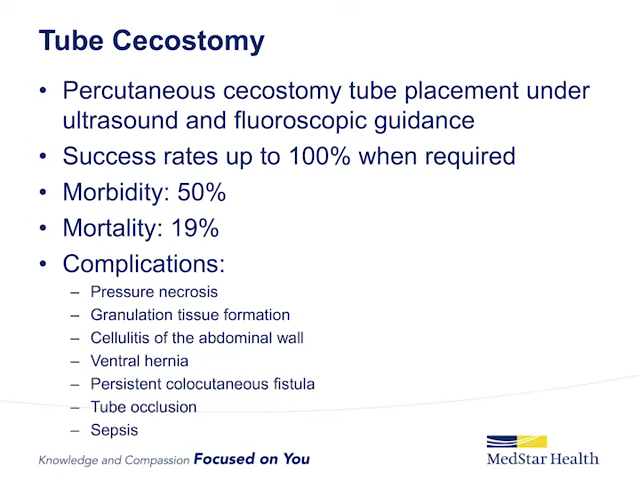 Tube Cecostomy
• Percutaneous cecostomy tube placement under
ultrasound and fluoroscopic guidance
• Success rates up to 100% when required
• Morbidity: 50%
• Mortality: 19%
• Complications:
– Pressure necrosis
– Granulation tissue formation
– Cellulitis of the abdominal wall
– Ventral hernia
– Persistent colocutaneous fistula
– Tube occlusion
– Sepsis
Knowledge and Compassion Focused on You
MedStar Health